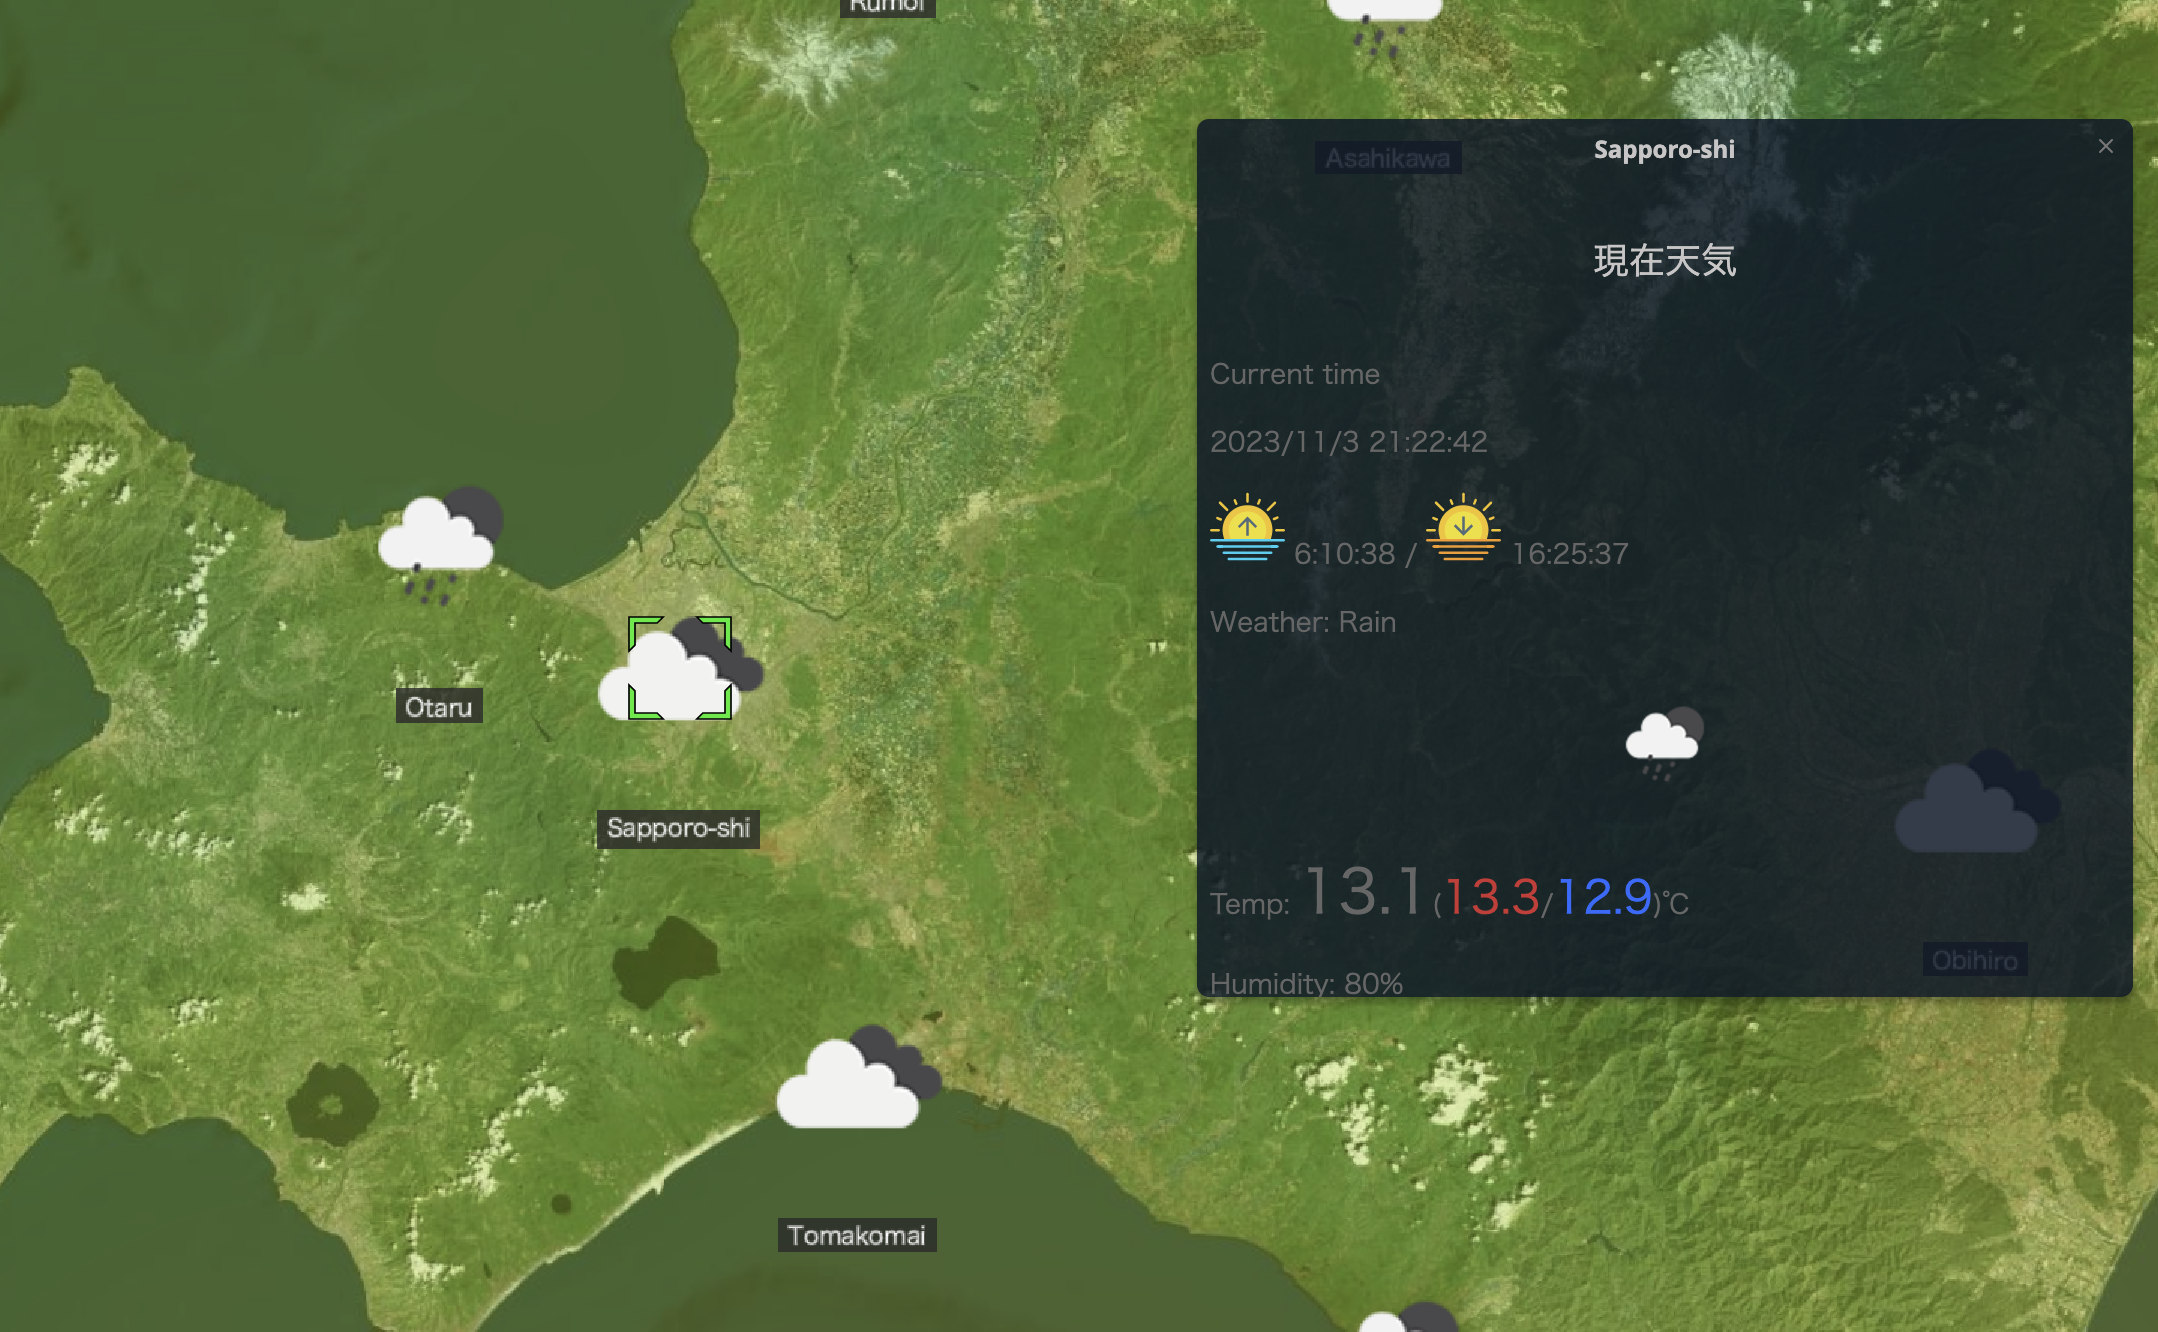 Rumoi
Asahikawa
Sapporo-shi
現在天気
Current time
2023/11/3 21:22:42
6:10:38 / 16:25:37
Weather: Rain
Otaru
Sapporo-shi
Temp: 13.1 (13.3/12.9)°C
Obihiro
Humidity: 80%
Tomakomai